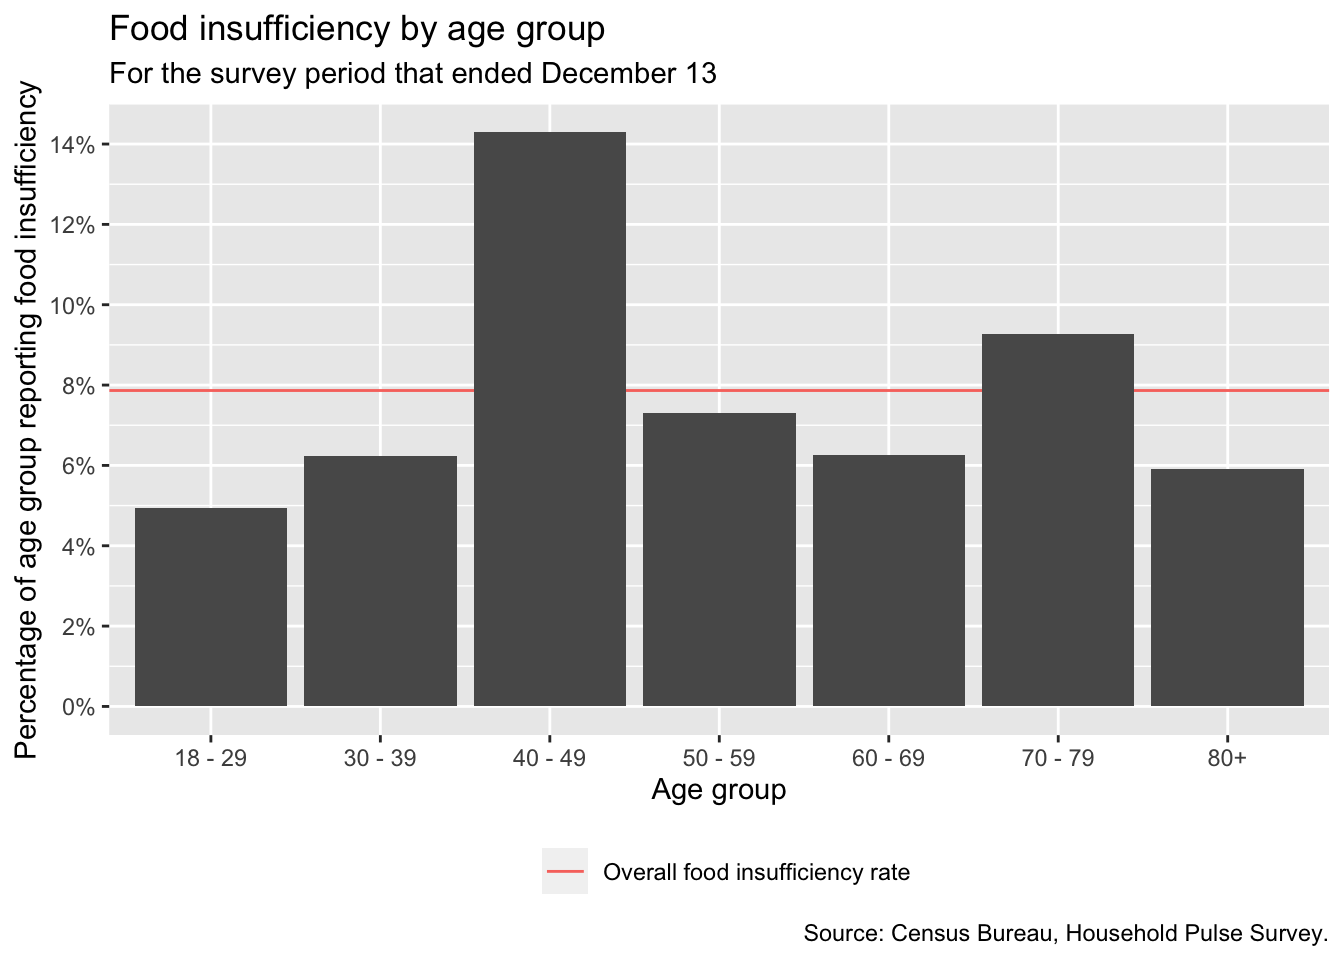 Food insufficiency by age group
For the survey period that ended December 13
Percentage of age group reporting food insufficiency
14%
12%
10%
8%
6%
4%
2%
0%
18 - 29
30 - 39
40 - 49
50 - 59
60 - 69
70 - 79
80+
Age group
Overall food insufficiency rate
Source: Census Bureau, Household Pulse Survey.